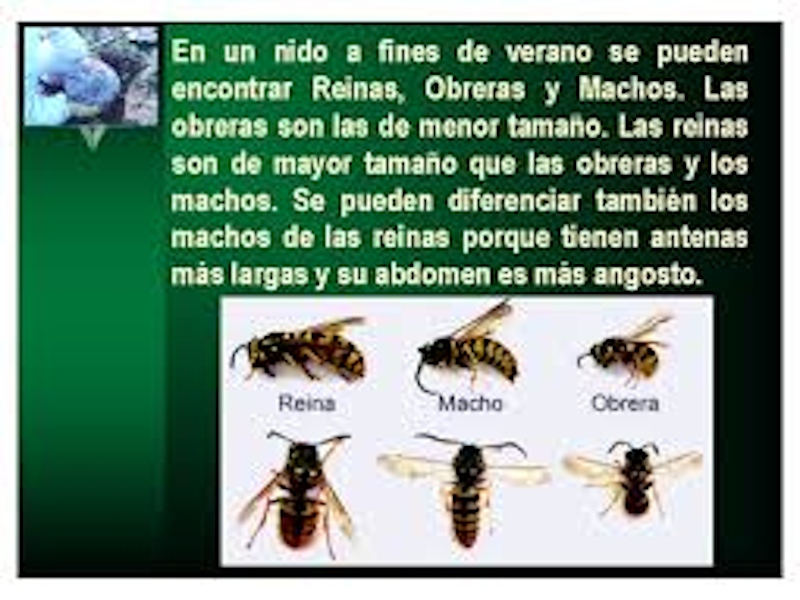 En un nido a fines de verano se pueden
encontrar Reinas, Obreras y Machos. Las
obreras son las de menor tamaño. Las reinas
son de mayor tamaño que las obreras y los
machos. Se pueden diferenciar también los
machos de las reinas porque tienen antenas
más largas y su abdomen es más angosto.
Reina Macho Obrera